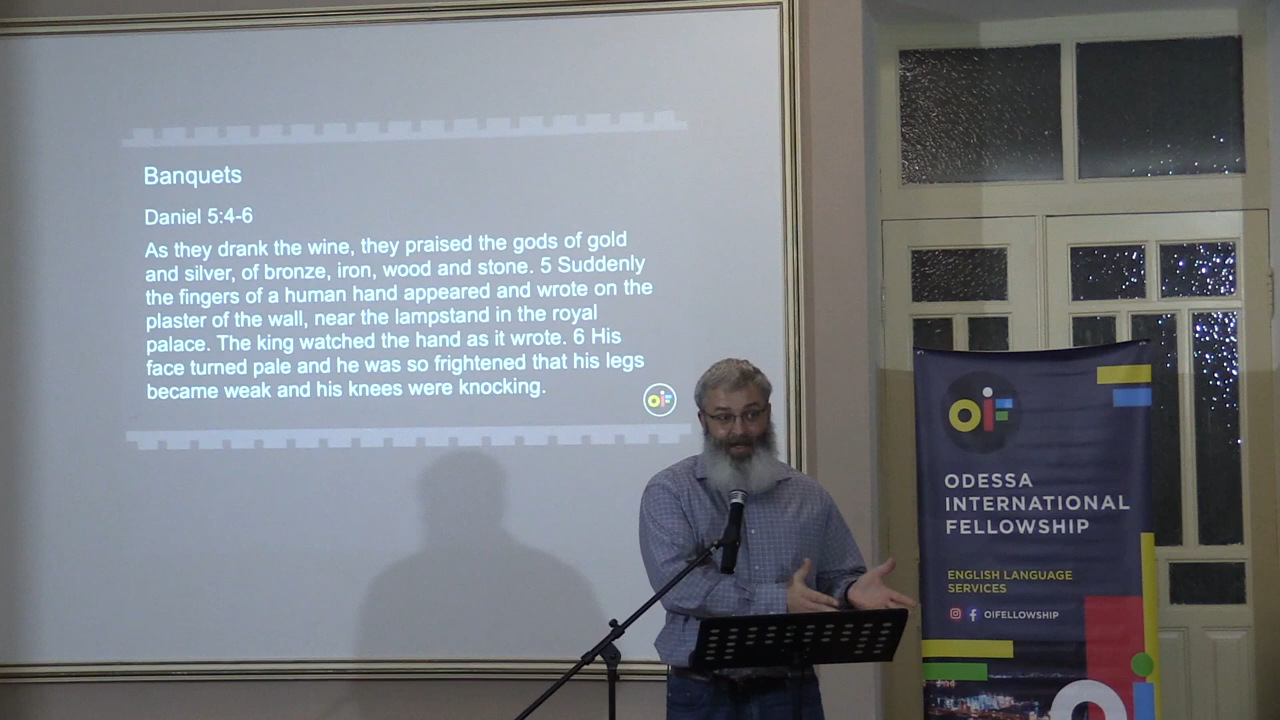 Banquets
Daniel 5:4-6
As they drank the wine, they praised the gods of gold
and silver, of bronze, iron, wood and stone. 5 Suddenly
the fingers of a human hand appeared and wrote on the
plaster of the wall, near the lampstand in the royal
palace. The king watched the hand as it wrote. 6 His
face turned pale and he was so frightened that his legs
became weak and his knees were knocking.
OiF
OiF
ODESSA
INTERNATIONAL
FELLOWSHIP
ENGLISH LANGUAGE
SERVICES
OIFELLOWSHIP